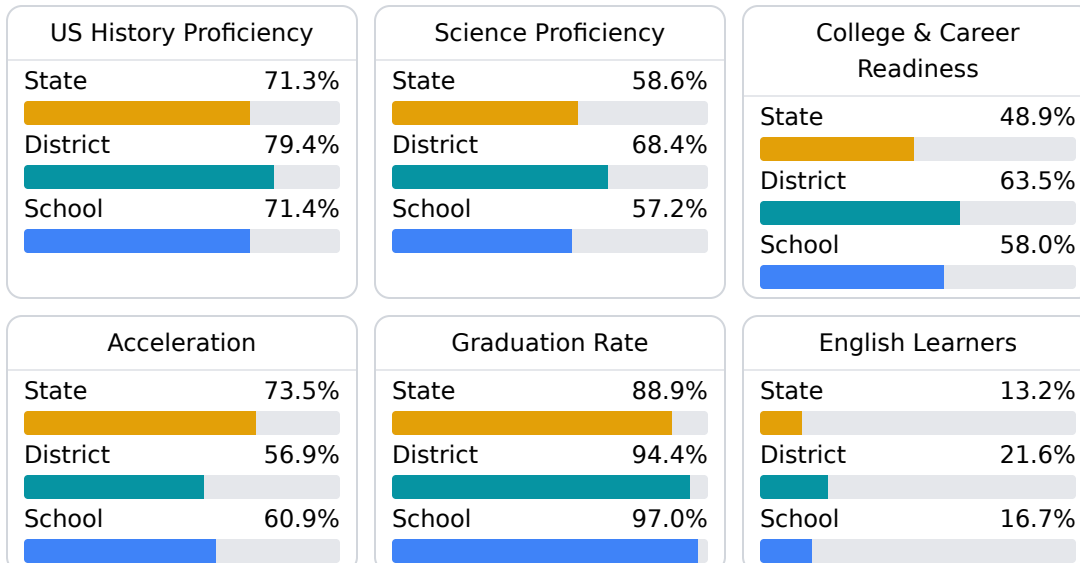 US History Proficiency
State 71.3%
District 79.4%
School 71.4%
Science Proficiency
State 58.6%
District 68.4%
School 57.2%
College & Career
Readiness
State 48.9%
District 63.5%
School 58.0%
Acceleration
State 73.5%
District 56.9%
School 60.9%
Graduation Rate
State 88.9%
District 94.4%
School 97.0%
English Learners
State 13.2%
District 21.6%
School 16.7%